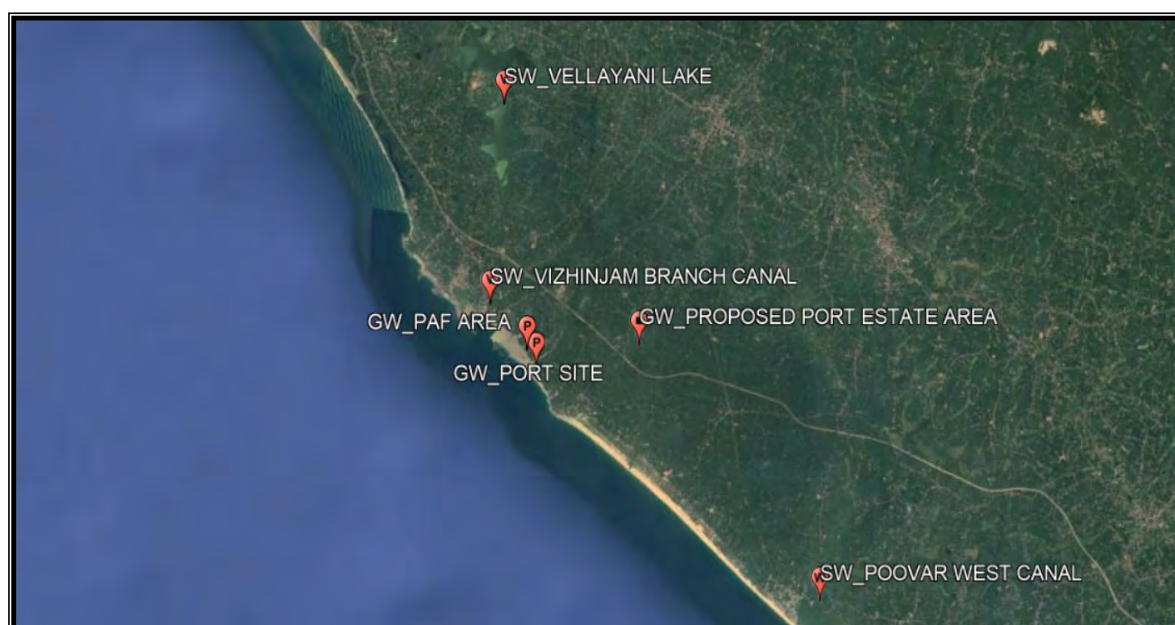 SW_VELLAYANI LAKE
SW_VIZHINJAM BRANCH CANAL
GW_PAF AREA
P
GW_PROPOSED PORT ESTATE AREA
P
GW_PORT SITE
SW_POOVAR WEST CANAL